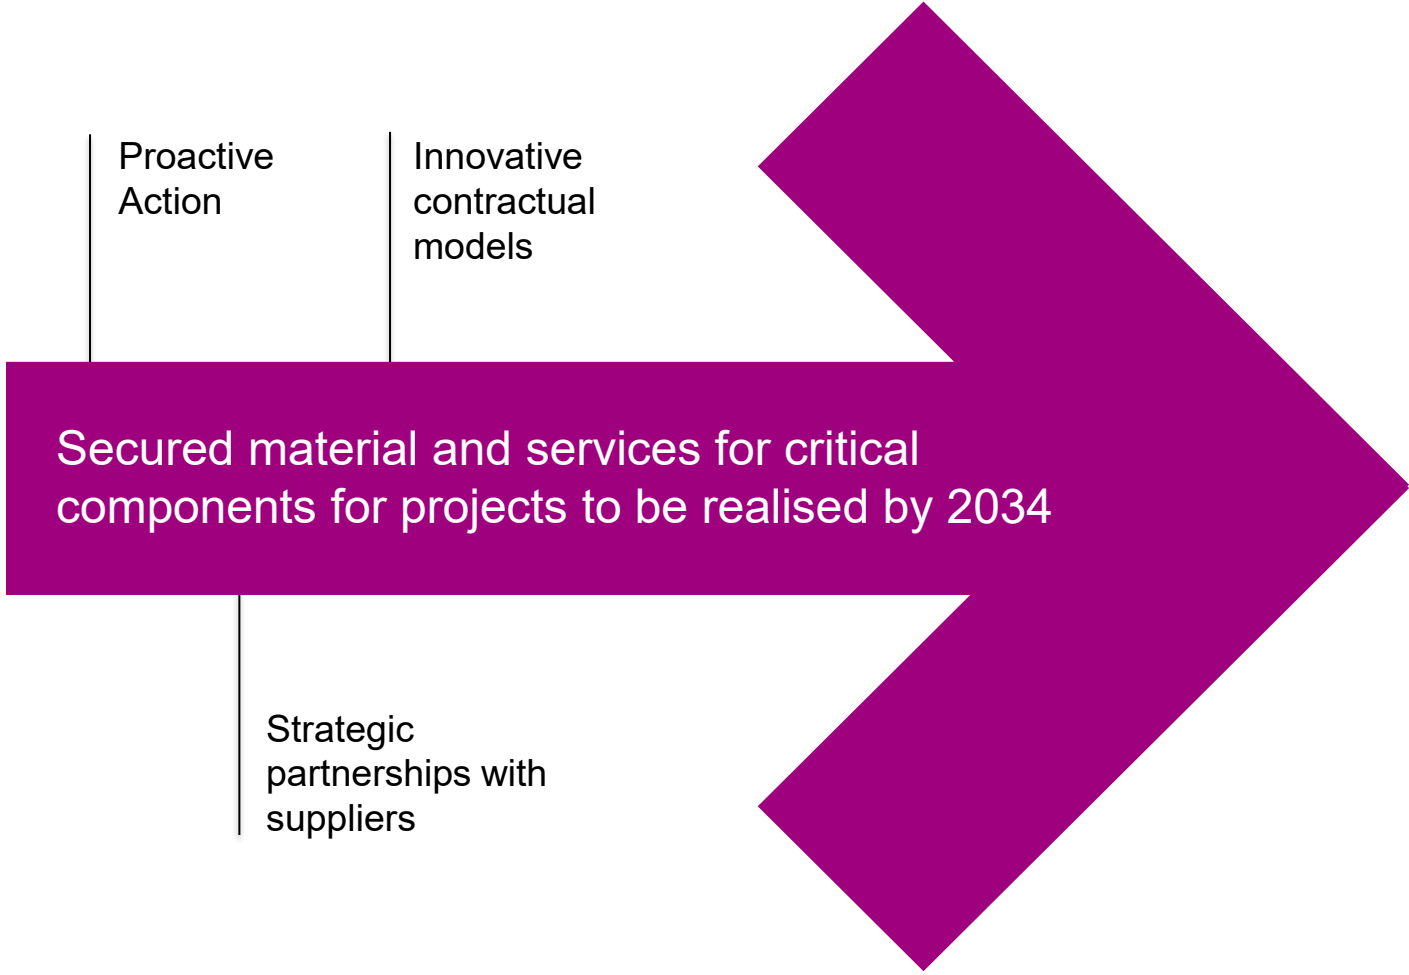 Proactive
Action
Innovative
contractual
models
Secured material and services for critical
components for projects to be realised by 2034
Strategic
partnerships with
suppliers